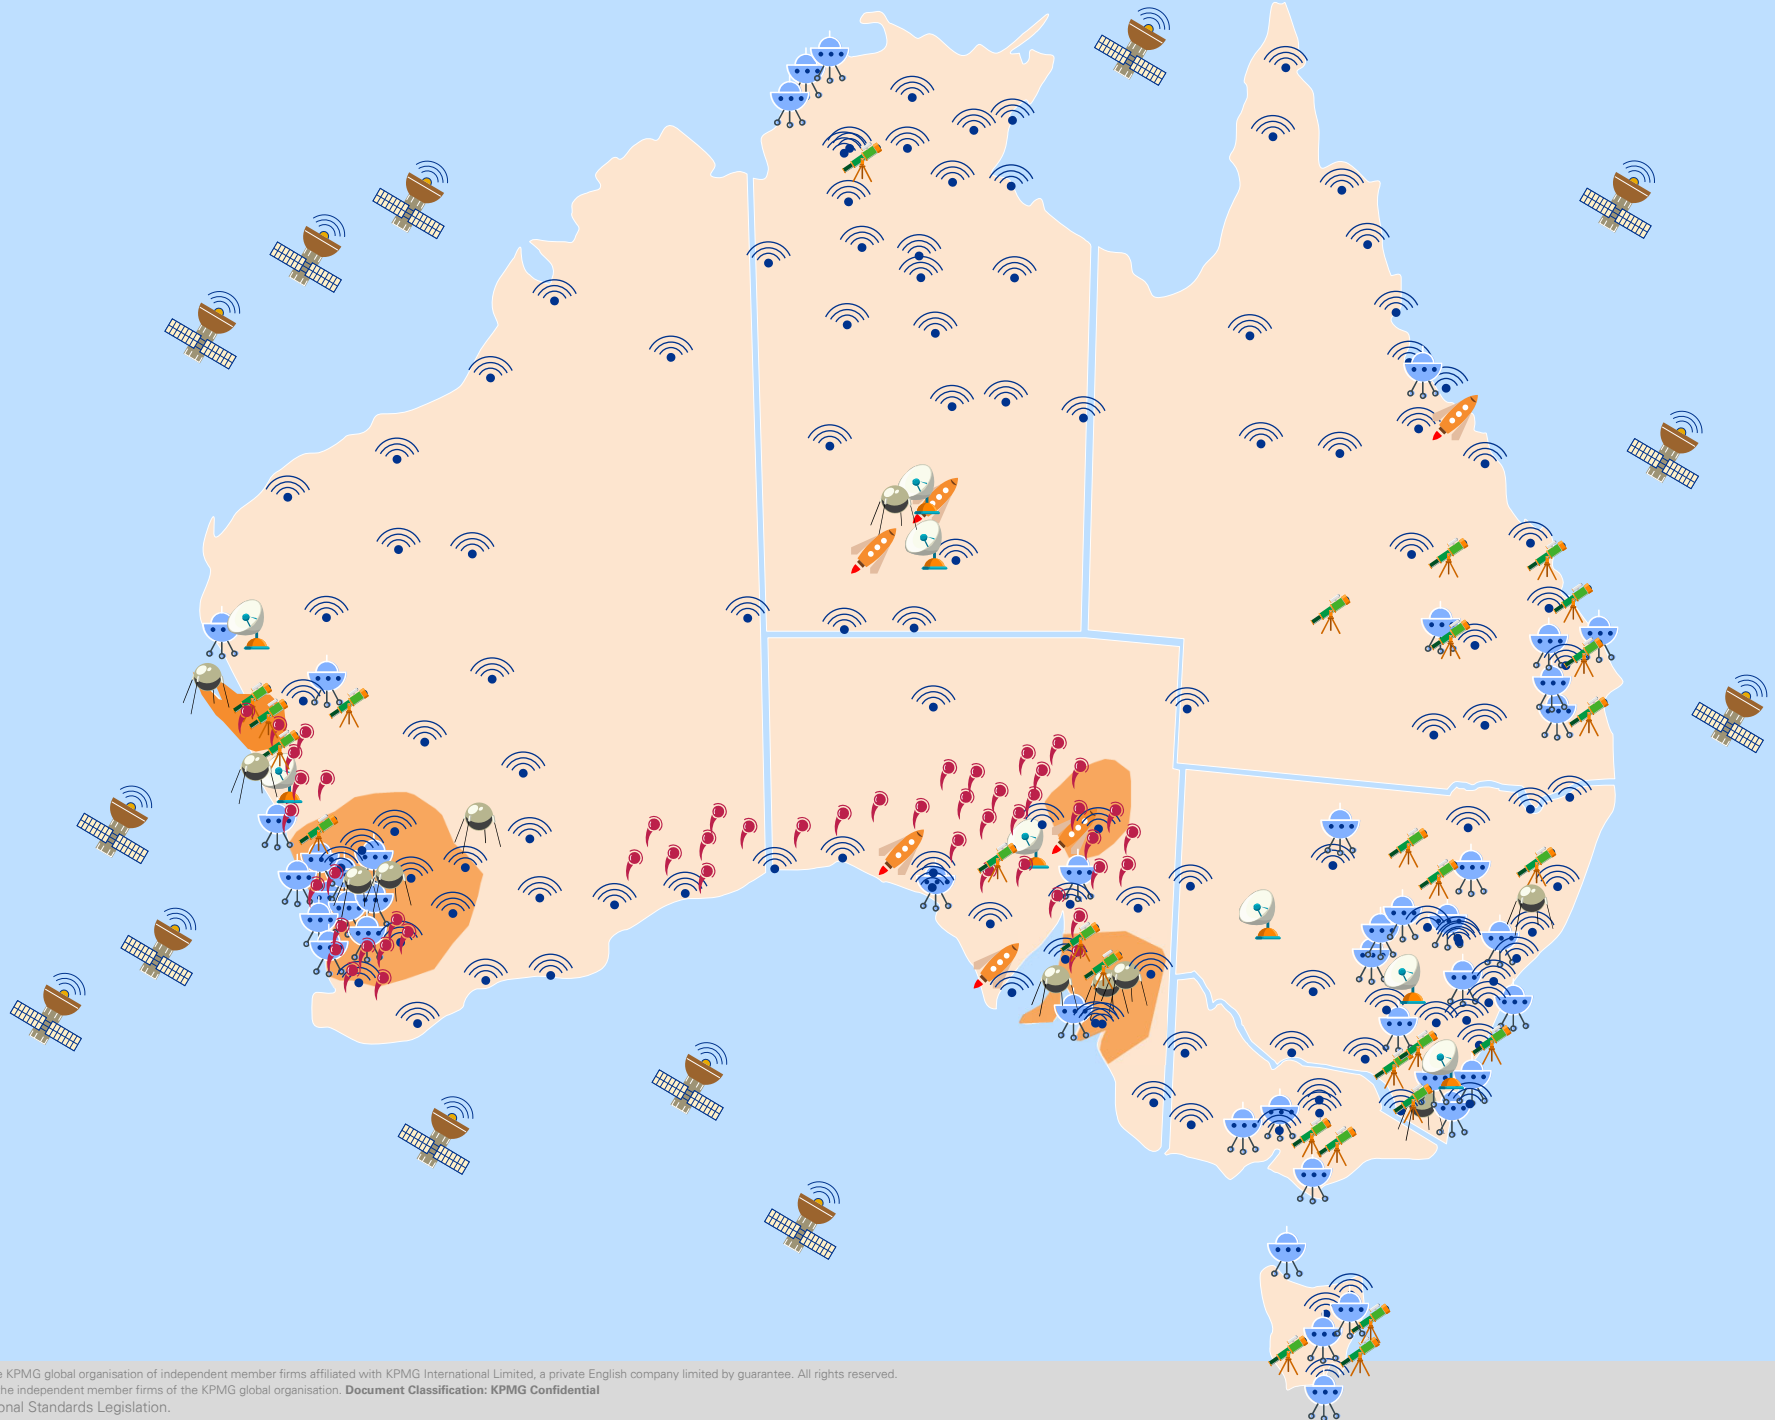 KPMG global organisation of independent member firms affiliated with KPMG International Limited, a private English company limited by guarantee. All rights reserved.
he independent member firms of the KPMG global organisation. Document Classification: KPMG Confidential
onal Standards Legislation.